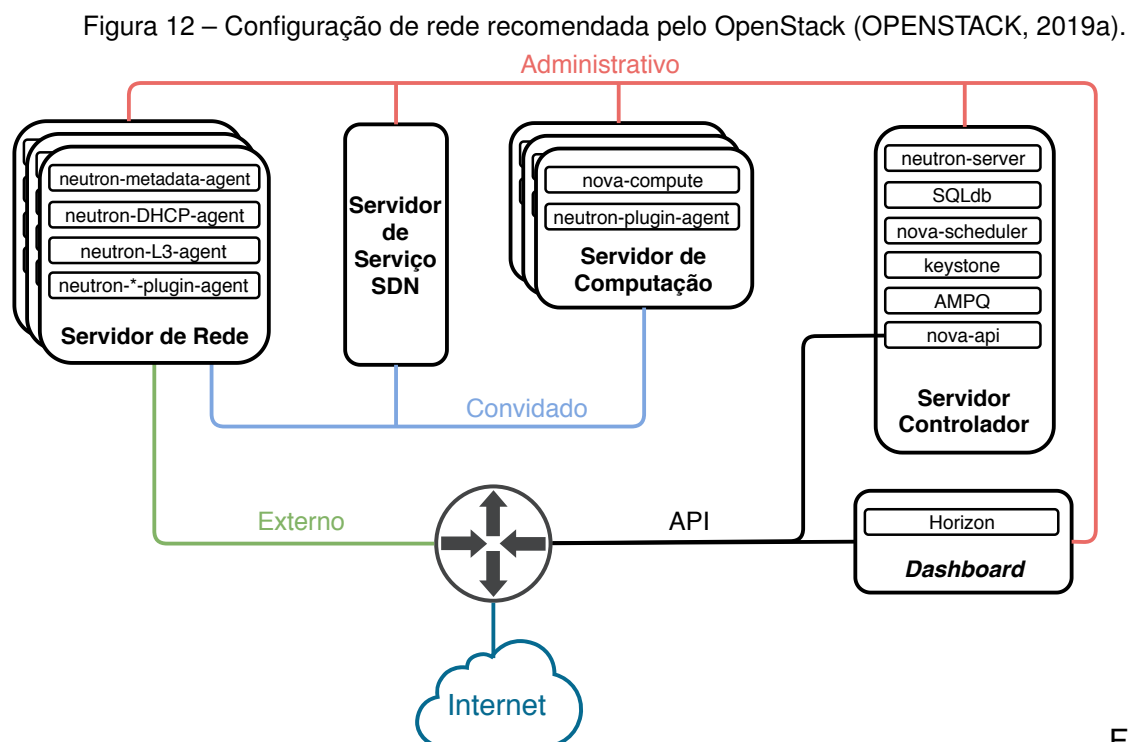 Figura 12 – Configuração de rede recomendada pelo OpenStack (OPENSTACK, 2019a).
Administrativo
neutron-metadata-agent
neutron-DHCP-agent
neutron-L3-agent
neutron-*-plugin-agent
Servidor de Rede
Servidor
de
Serviço
SDN
nova-compute
neutron-plugin-agent
Servidor de
Computação
neutron-server
SQLdb
nova-scheduler
keystone
AMPQ
nova-api
Servidor
Controlador
Convidado
Externo
API
Horizon
Dashboard
Internet